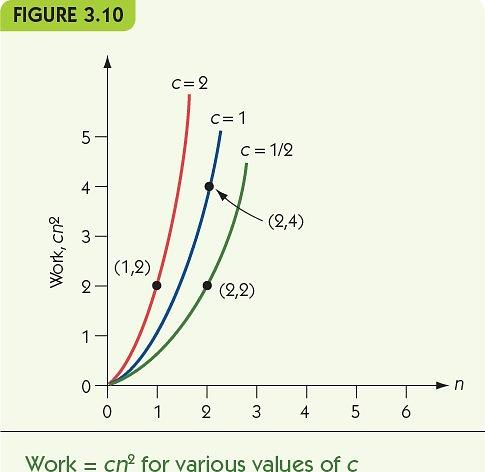 FIGURE 3.10
c = 2
c = 1
c = 1/2
5
4
(2,4)
3
Work, cn²
(1,2)
2
(2,2)
1
0
n
0 1 2 3 4 5 6
Work = cn² for various values of c